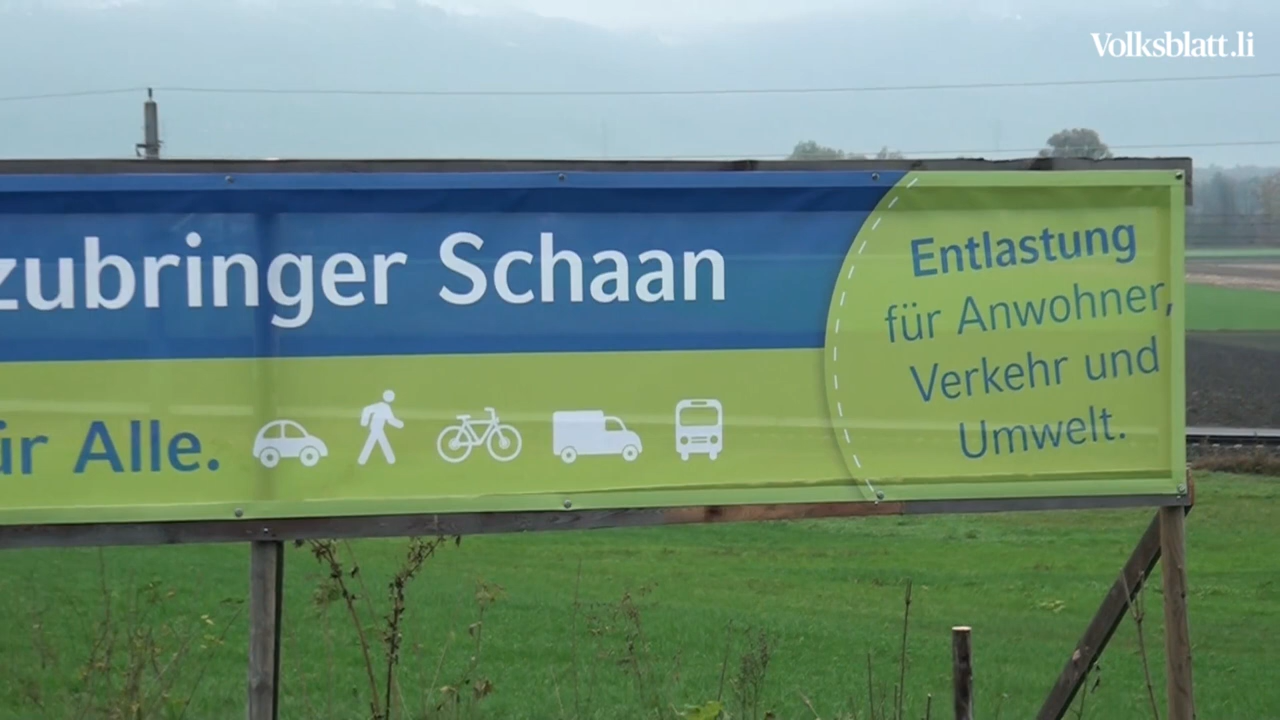 Volksblatt.li
zubringer Schaan
ür Alle.
Entlastung
für Anwohner,
Verkehr und
Umwelt.